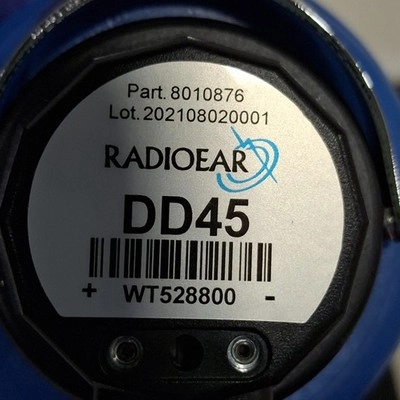 Part. 8010876
Lot. 202108020001
RADIOEAR
DD45
+ WT528800 -